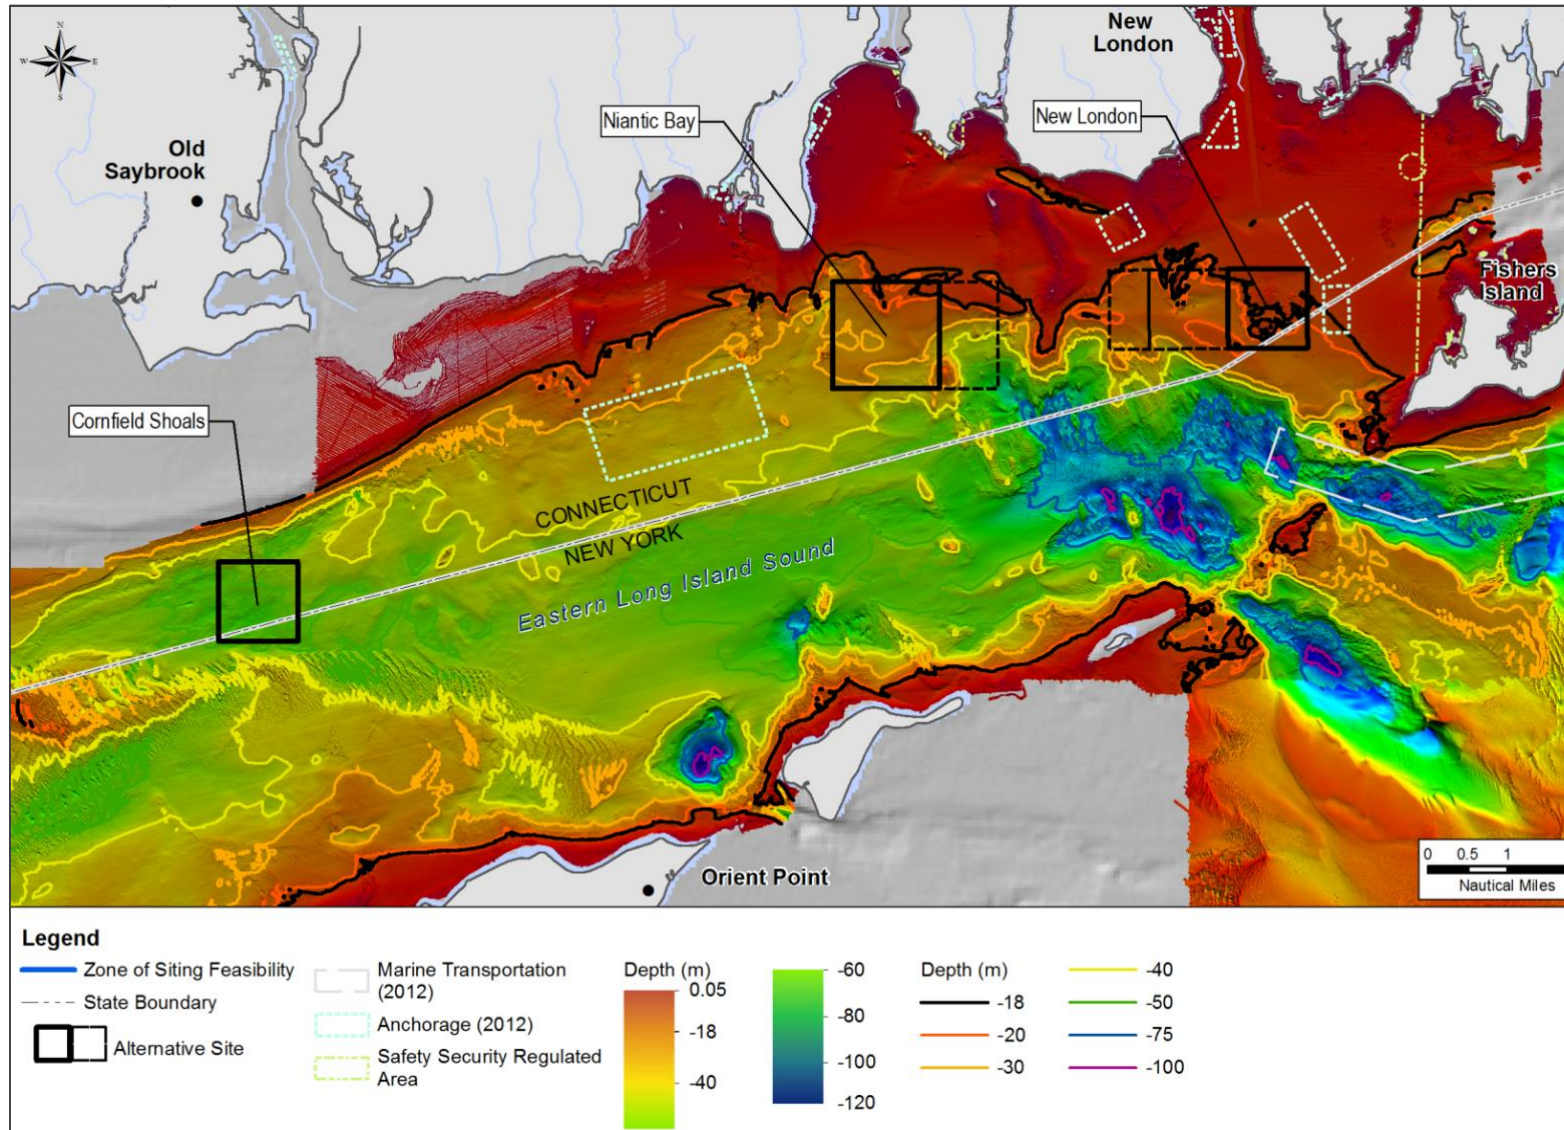 N
W E
S
New
London
Niantic Bay
New London
Old
Saybrook
Fishers
Island
Cornfield Shoals
CONNECTICUT
NEW YORK
Eastern Long Island Sound
Orient Point
0 0.5 1
Nautical Miles
Legend
Zone of Siting Feasibility
State Boundary
Alternative Site
Marine Transportation
(2012)
Anchorage (2012)
Safety Security Regulated
Area
Depth (m)
0.05
-18
-40
-60
-80
-100
-120
Depth (m)
-18
-20
-30
-40
-50
-75
-100